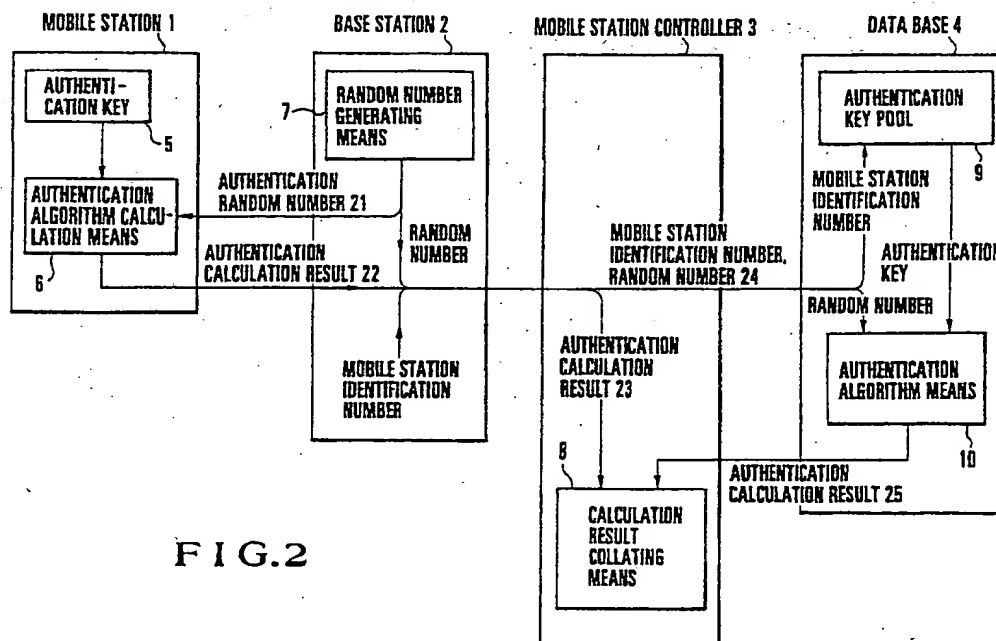 MOBILE STATION 1
BASE STATION 2
MOBILE STATION CONTROLLER 3
DATA BASE 4
AUTHENTI-
CATION KEY
5
AUTHENTICATION
ALGORITHM CALCU-
LATION MEANS
6
7
RANDOM NUMBER
GENERATING
MEANS
AUTHENTICATION
RANDOM NUMBER 21
AUTHENTICATION
CALCULATION RESULT 22
RANDOM
NUMBER
MOBILE STATION
IDENTIFICATION
NUMBER
MOBILE STATION
IDENTIFICATION NUMBER,
RANDOM NUMBER 24
AUTHENTICATION
CALCULATION
RESULT 23
8
CALCULATION
RESULT
COLLATING
MEANS
AUTHENTICATION
KEY POOL
9
MOBILE STATION
IDENTIFICATION
NUMBER
AUTHENTICATION
KEY
RANDOM NUMBER
AUTHENTICATION
ALGORITHM MEANS
10
AUTHENTICATION
CALCULATION RESULT 25
FIG.2